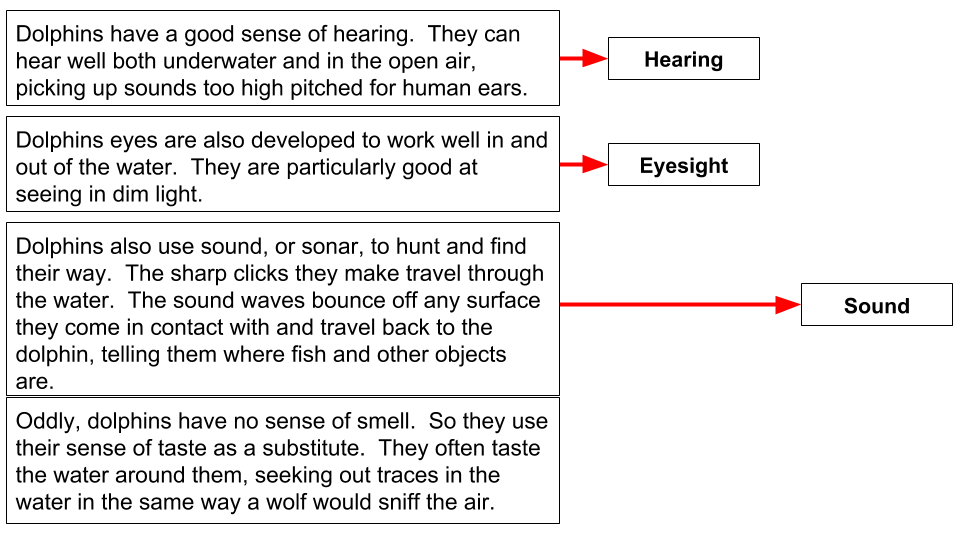 Dolphins have a good sense of hearing.  They can
hear well both underwater and in the open air,
picking up sounds too high pitched for human ears.
Hearing
Dolphins eyes are also developed to work well in and
out of the water.  They are particularly good at
seeing in dim light.
Eyesight
Dolphins also use sound, or sonar, to hunt and find
their way.  The sharp clicks they make travel through
the water.  The sound waves bounce off any surface
they come in contact with and travel back to the
dolphin, telling them where fish and other objects
are.
Sound
Oddly, dolphins have no sense of smell.  So they use
their sense of taste as a substitute.  They often taste
the water around them, seeking out traces in the
water in the same way a wolf would sniff the air.